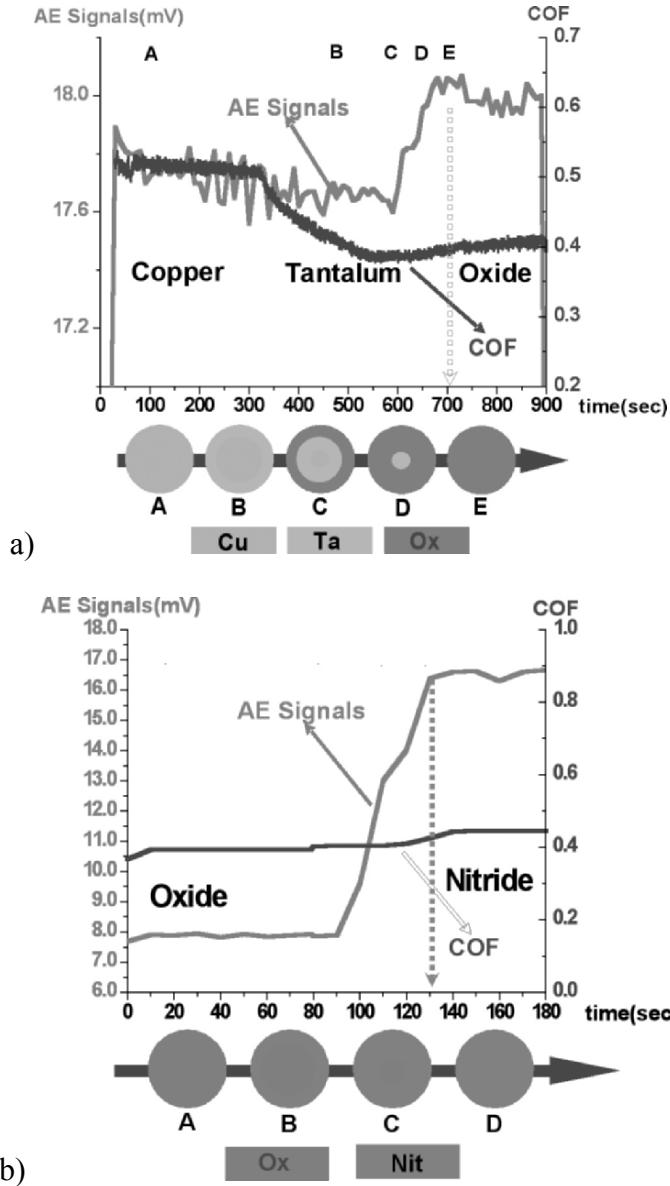 AE Signals(mV) COF
A B C D E
18.0 17.6 17.2
0.7 0.6 0.5 0.4 0.3 0.2
AE Signals
Copper Tantalum Oxide
COF
0 100 200 300 400 500 600 700 800 900
time(sec)
A B C D E
a)
Cu Ta Ox
AE Signals(mV) COF
18.0 17.0 16.0 15.0 14.0 13.0 11.0 10.0 9.0 8.0 7.0 6.0
1.0 0.8 0.6 0.4 0.2 0.0
AE Signals
Oxide Nitride
COF
0 20 40 60 80 100 120 140 160 180 time(sec
A B C D
b)
Ox Nit